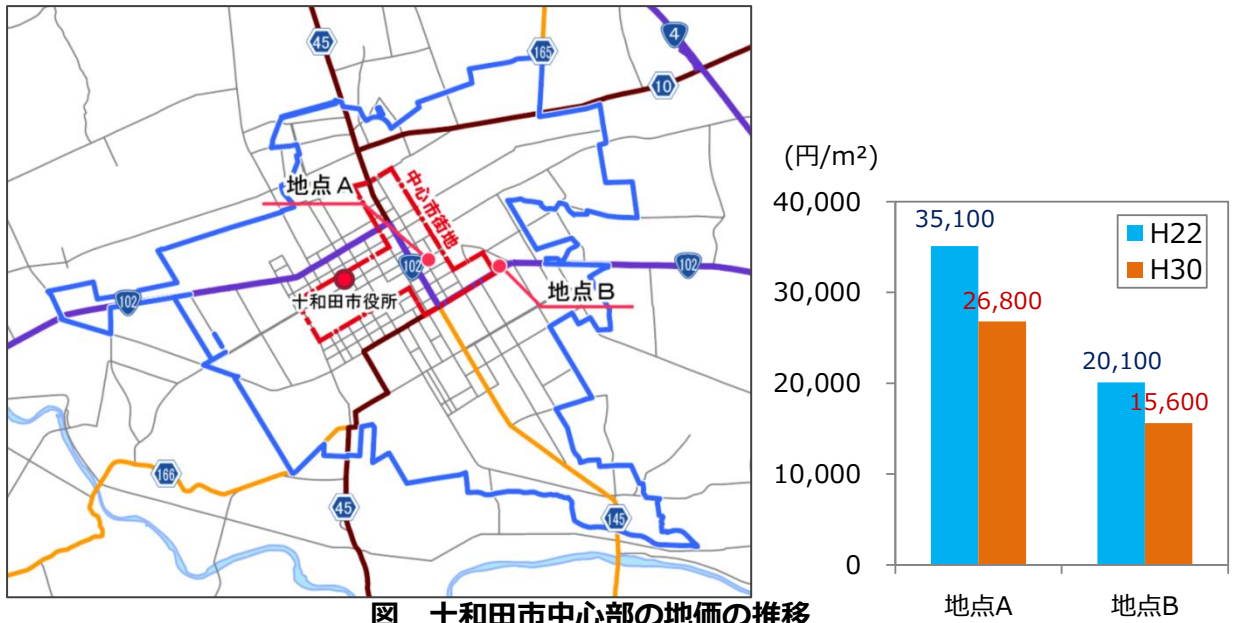 45
4
165
10
地点A
中心市街地
102
102
十和田市役所
地点B
102
166
45
145
(円/m²)
40,000
30,000
20,000
10,000
0
35,100
26,800
20,100
15,600
H22
H30
地点A
地点B
図 十和田市中心部の地価の推移